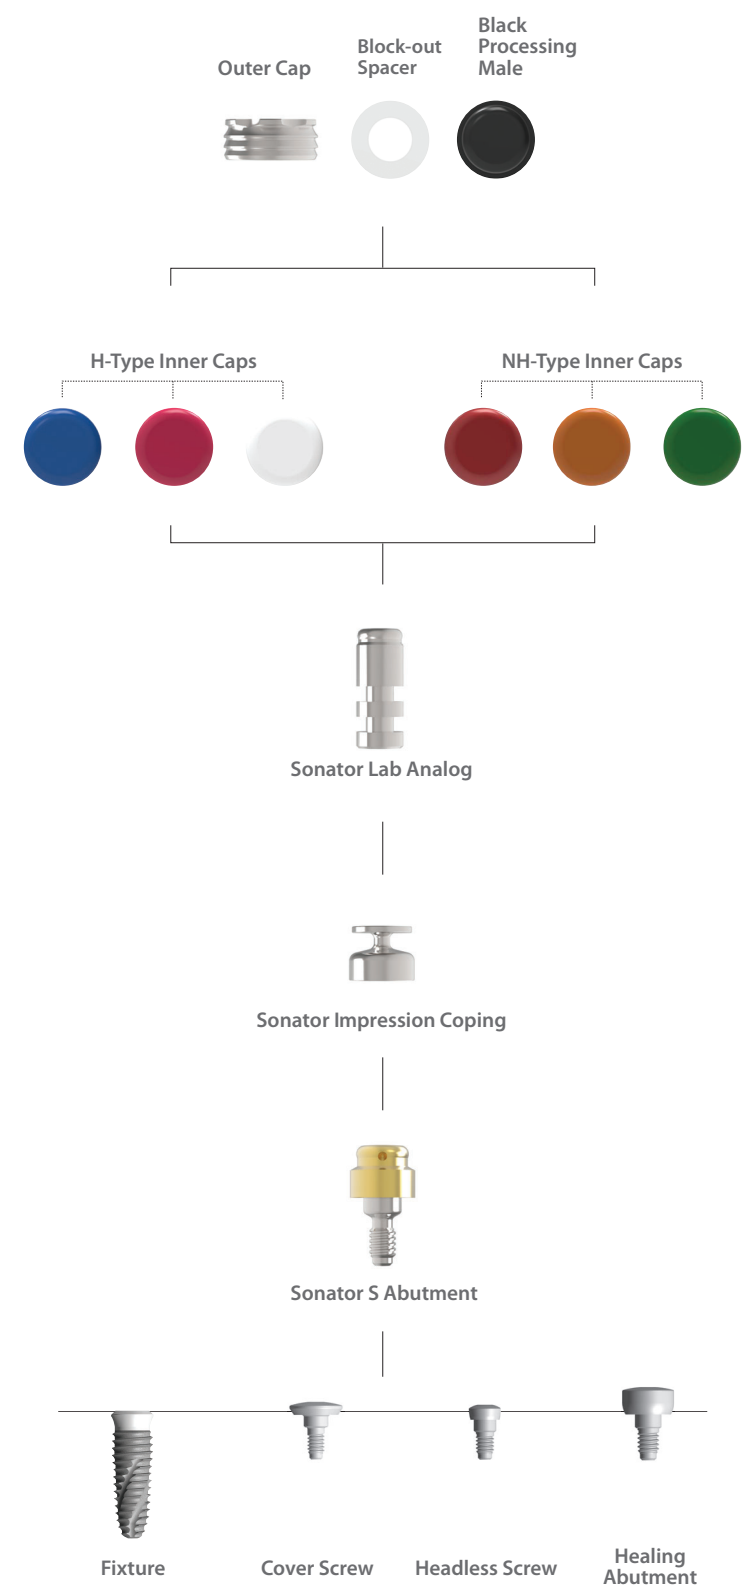 Outer Cap
Block-out
Spacer
Black
Processing
Male
H-Type Inner Caps
NH-Type Inner Caps
Sonator Lab Analog
Sonator Impression Coping
Sonator S Abutment
Fixture
Cover Screw
Headless Screw
Healing
Abutment